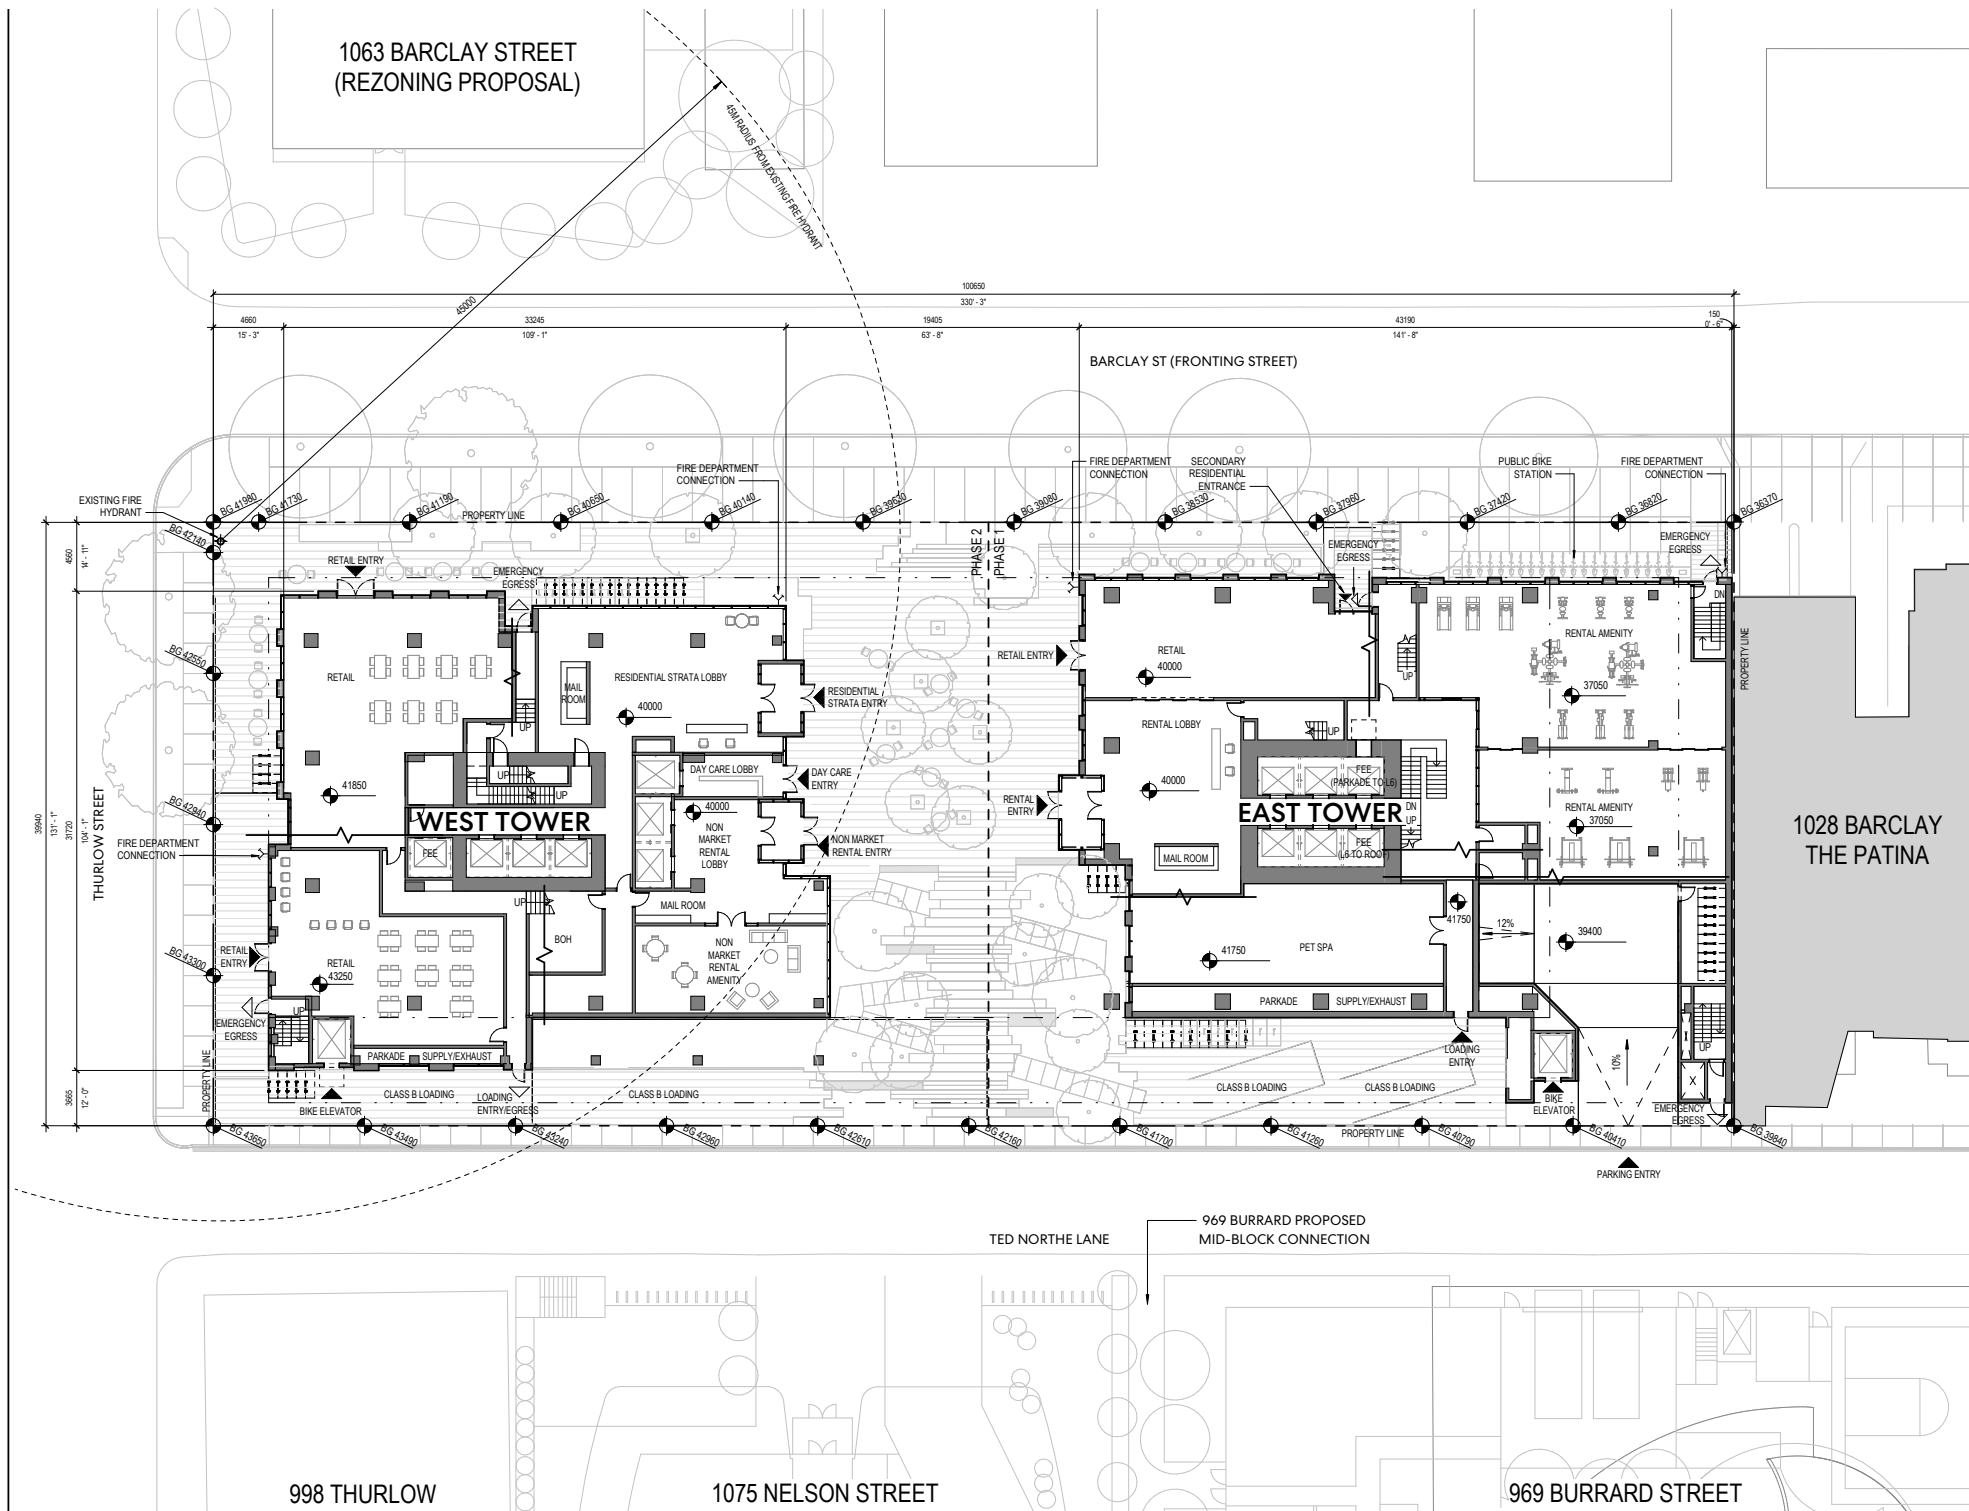 1063 BARCLAY STREET
(REZONING PROPOSAL)
45M RADIUS FROM EXISTING FIRE HYDRANT
45000
100650
330' - 3"
4660
15' - 3"
33245
109' - 1"
19405
63' - 8"
43190
141' - 8"
150
0' - 6"
BARCLAY ST (FRONTING STREET)
FIRE DEPARTMENT
CONNECTION
FIRE DEPARTMENT
CONNECTION
SECONDARY
RESIDENTIAL
ENTRANCE
PUBLIC BIKE
STATION
FIRE DEPARTMENT
CONNECTION
EXISTING FIRE
HYDRANT
BG 41980
BG 41730
BG 41190
PROPERTY LINE
BG 40650
BG 40140
BG 39630
BG 39080
BG 38530
BG 37960
BG 37420
BG 36820
BG 36370
BG 42140
4560
14' - 11"
RETAIL ENTRY
EMERGENCY
EGRESS
PHASE 2
PHASE 1
EMERGENCY
EGRESS
EMERGENCY
EGRESS
DN
BG 42550
RETAIL
MAIL
ROOM
UP
RESIDENTIAL STRATA LOBBY
40000
RESIDENTIAL
STRATA ENTRY
RETAIL ENTRY
RETAIL
40000
UP
RENTAL AMENITY
37050
PROPERTY LINE
RENTAL LOBBY
UP
DAY CARE LOBBY
DAY CARE
ENTRY
UP
UP
41850
40000
RENTAL
ENTRY
40000
FEE
(PARKADE TO L6)
RENTAL AMENITY
37050
BG 42940
39940
131' - 1"
31720
104' - 1"
THURLOW STREET
WEST TOWER
EAST TOWER
DN
UP
1028 BARCLAY
THE PATINA
FIRE DEPARTMENT
CONNECTION
FEE
NON
MARKET
RENTAL
LOBBY
NON MARKET
RENTAL ENTRY
MAIL ROOM
FEE
(L6 TO ROOF)
UP
MAIL ROOM
41750
12%
39400
BG 43300
RETAIL
ENTRY
RETAIL
43250
BOH
NON
MARKET
RENTAL
AMENITY
41750
PET SPA
PARKADE
SUPPLY/EXHAUST
EMERGENCY
EGRESS
UP
PARKADE
SUPPLY/EXHAUST
LOADING
ENTRY
10%
UP
X
PROPERTY LINE
3665
12'- 0"
BIKE ELEVATOR
CLASS B LOADING
LOADING
ENTRY/EGRESS
CLASS B LOADING
CLASS B LOADING
CLASS B LOADING
BIKE
ELEVATOR
EMERGENCY
EGRESS
BG 43650
BG 43490
BG 43240
BG 42960
BG 42610
BG 42160
BG 41700
BG 41260
PROPERTY LINE
BG 40790
BG 40410
BG 39840
PARKING ENTRY
TED NORTHE LANE
969 BURRARD PROPOSED
MID-BLOCK CONNECTION
998 THURLOW
1075 NELSON STREET
969 BURRARD STREET